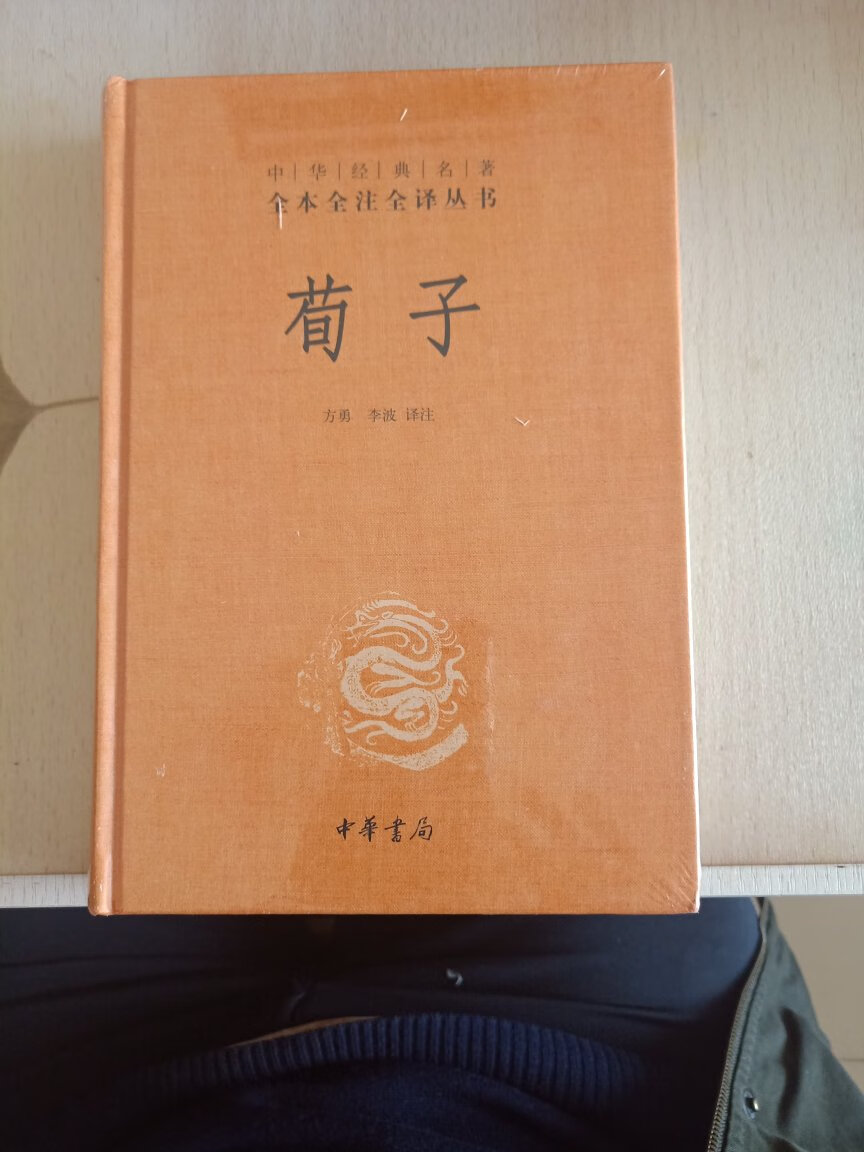 中|华|经|典|名|著
全本全注全译丛书
荀子
方勇 李波 译注
中華書局